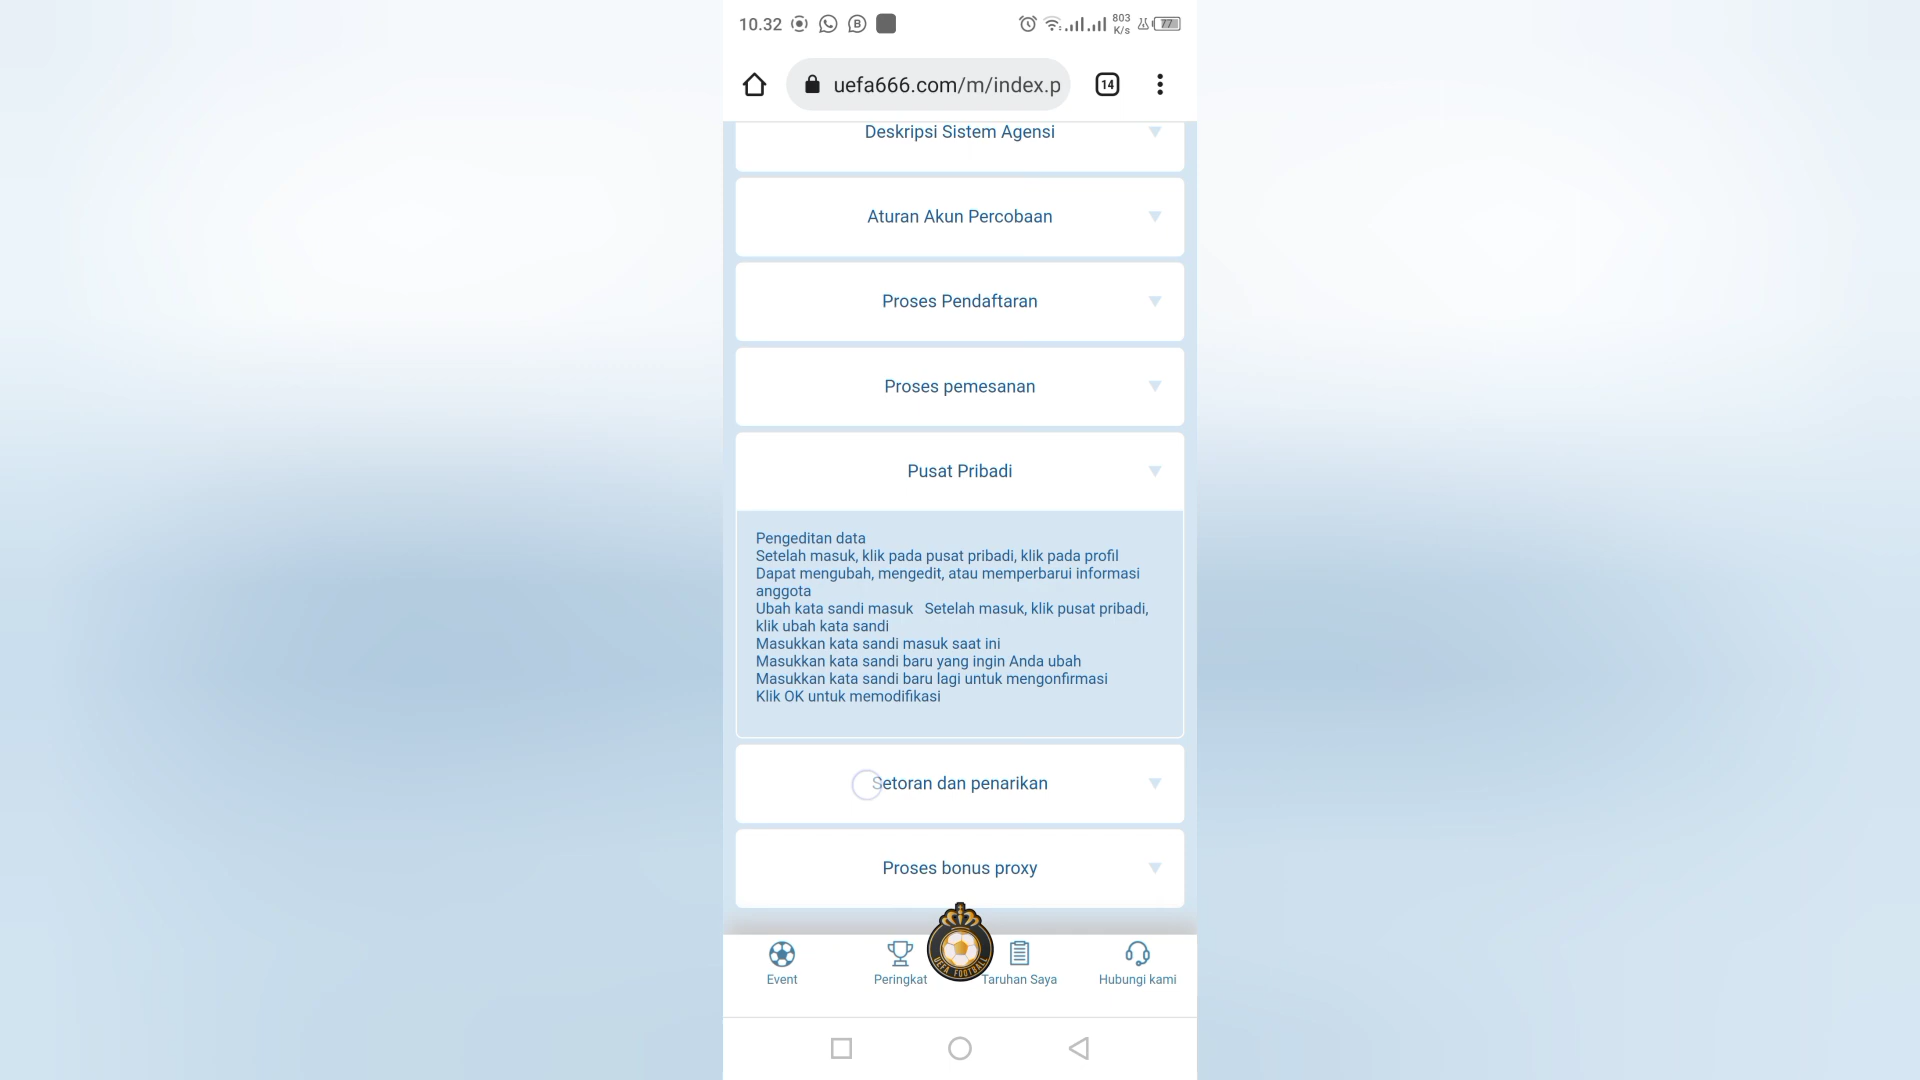 10.32
803
K/s
77
uefa666.com/m/index.p
14
Deskripsi Sistem Agensi
Aturan Akun Percobaan
Proses Pendaftaran
Proses pemesanan
Pusat Pribadi
Pengeditan data
Setelah masuk, klik pada pusat pribadi, klik pada profil
Dapat mengubah, mengedit, atau memperbarui informasi
anggota
Ubah kata sandi masuk Setelah masuk, klik pusat pribadi,
klik ubah kata sandi
Masukkan kata sandi masuk saat ini
Masukkan kata sandi baru yang ingin Anda ubah
Masukkan kata sandi baru lagi untuk mengonfirmasi
Klik OK untuk memodifikasi
Setoran dan penarikan
Proses bonus proxy
UEFA FOOTBALL
Event
Peringkat
Taruhan Saya
Hubungi kami